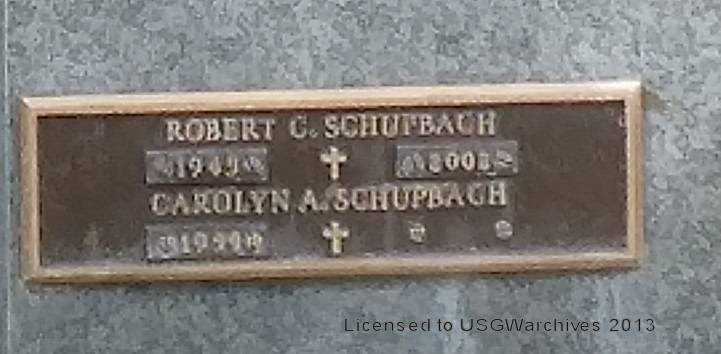 ROBERT C. SCHUPBACH
CAROLYN A. SCHUPBACH
Licensed to USGWarchives 2013